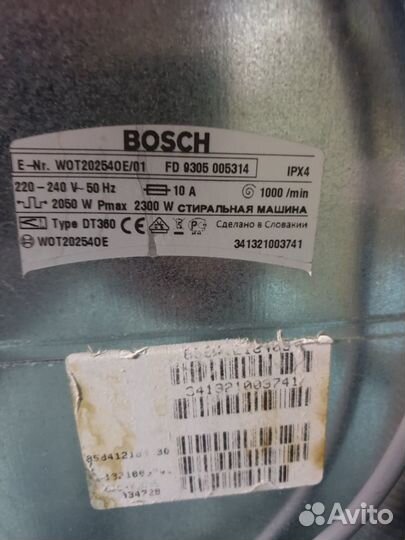 BOSCH
E-Nr. WOT20254OE/01 FD 9305 005314 IPX4
220-240 V~ 50 Hz 10 A 1000 /min
2050 W Pmax 2300 W СТИРАЛЬНАЯ МАШИНА
Type DT360 CE Сделано в Словакии
WOT20254OE 341321003741
341321003741
Avito